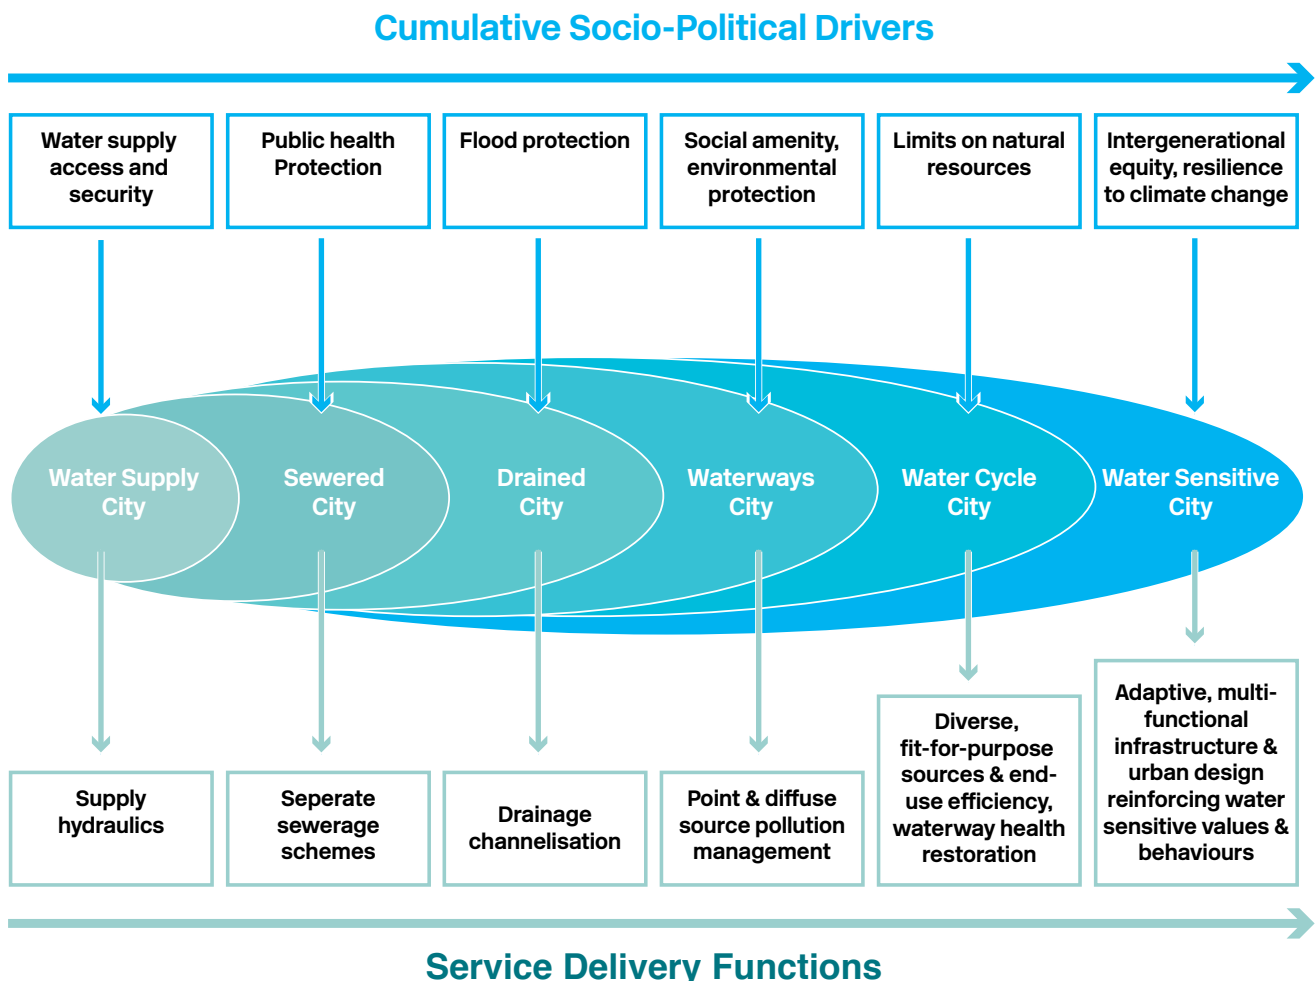 Cumulative Socio-Political Drivers
Water supply
access and
security
Public health
Protection
Flood protection
Social amenity,
environmental
protection
Limits on natural
resources
Intergenerational
equity, resilience
to climate change
Water Supply
City
Sewered
City
Drained
City
Waterways
City
Water Cycle
City
Water Sensitive
City
Supply
hydraulics
Seperate
sewerage
schemes
Drainage
channelisation
Point & diffuse
source pollution
management
Diverse,
fit-for-purpose
sources & end-
use efficiency,
waterway health
restoration
Adaptive, multi-
functional
infrastructure &
urban design
reinforcing water
sensitive values &
behaviours
Service Delivery Functions